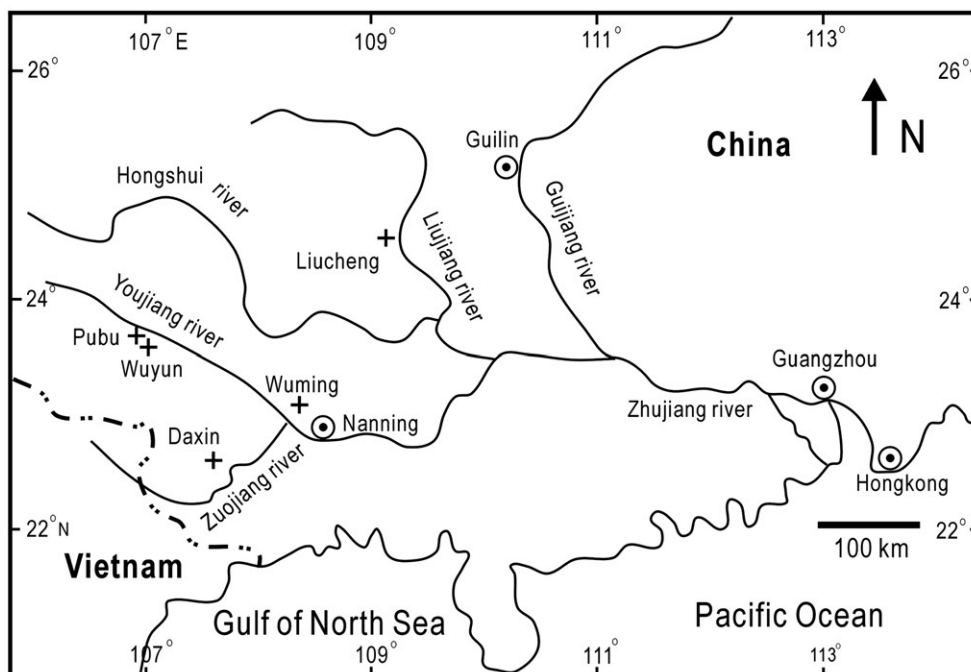 107°E
109°
111°
113°
26°
26°
Guilin
China
N
Hongshui river
Liujiang river
Guijiang river
Liucheng
24°
24°
Youjiang river
Pubu
Wuyun
Guangzhou
Wuming
Zhujiang river
Nanning
Daxin
Zuojiang river
Hongkong
22°N
22°
100 km
Vietnam
Gulf of North Sea
Pacific Ocean
107°
109°
111°
113°